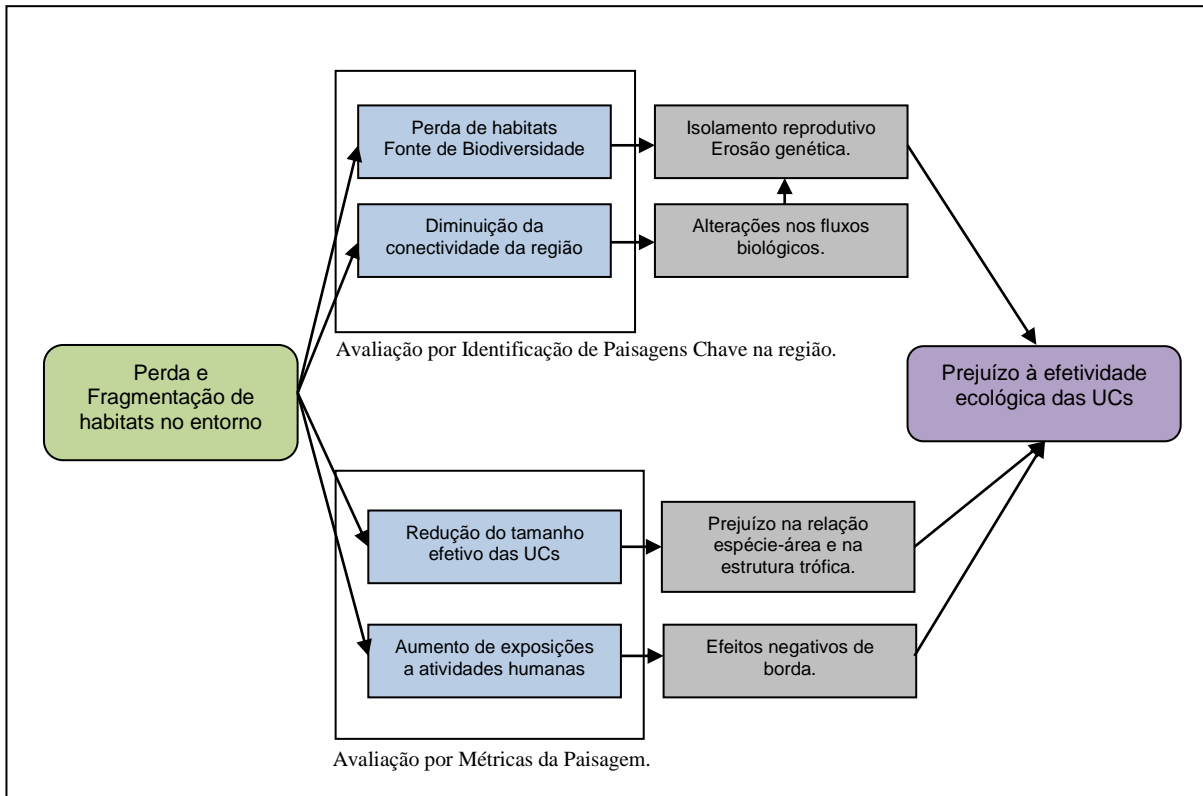 Perda de habitats
Fonte de Biodiversidade
Isolamento reprodutivo
Erosão genética.
Diminuição da
conectividade da região
Alterações nos fluxos
biológicos.
Avaliação por Identificação de Paisagens Chave na região.
Perda e
Fragmentação de
habitats no entorno
Prejuízo à efetividade
ecológica das UCs
Redução do tamanho
efetivo das UCs
Prejuízo na relação
espécie-área e na
estrutura trófica.
Aumento de exposições
a atividades humanas
Efeitos negativos de
borda.
Avaliação por Métricas da Paisagem.